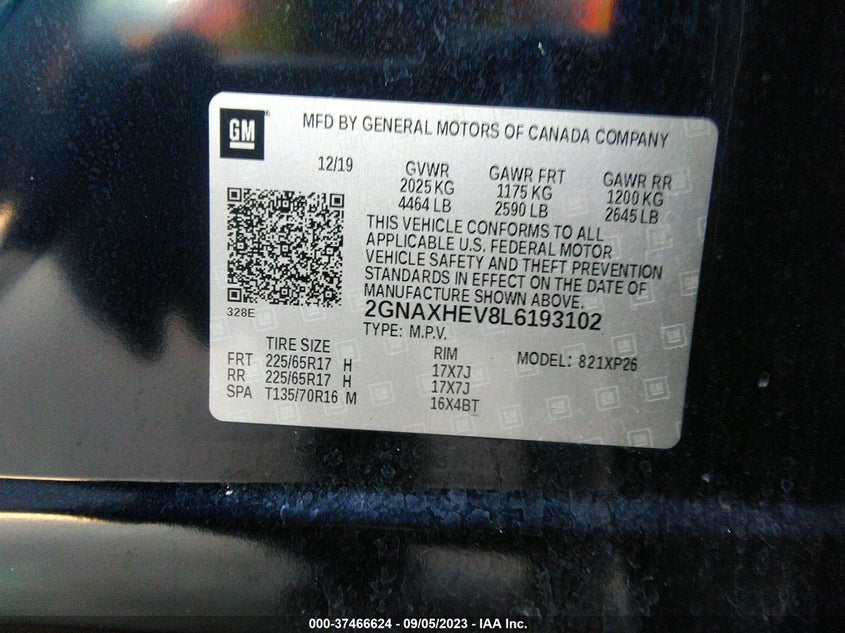 GM
MFD BY GENERAL MOTORS OF CANADA COMPANY
12/19
GVWR
2025 KG
4464 LB
GAWR FRT
1175 KG
2590 LB
GAWR RR
1200 KG
2645 LB
THIS VEHICLE CONFORMS TO ALL
APPLICABLE U.S. FEDERAL MOTOR
VEHICLE SAFETY AND THEFT PREVENTION
STANDARDS IN EFFECT ON THE DATE OF
MANUFACTURE SHOWN ABOVE.
328E
2GNAXHEV8L6193102
TYPE: M.P.V.
TIRE SIZE
RIM
MODEL: 821XP26
FRT 225/65R17 H 17X7J
RR 225/65R17 H 17X7J
SPA T135/70R16 M 16X4BT
000-37466624 - 09/05/2023 - IAA Inc.